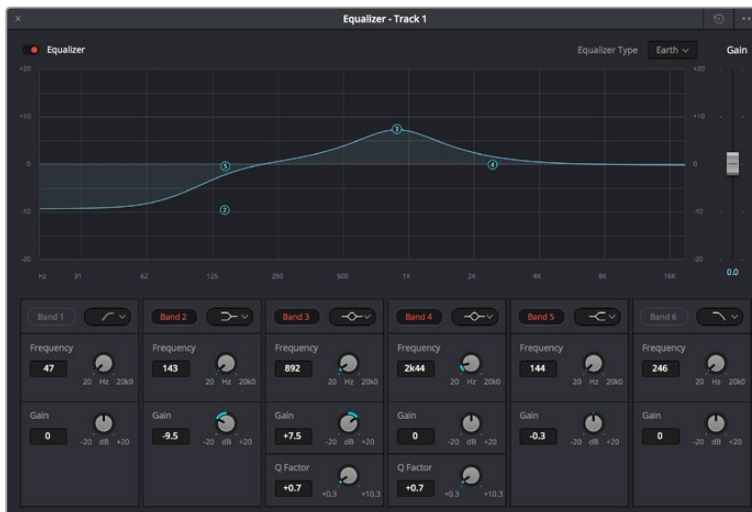 Equalizer - Track 1
Equalizer
Equalizer Type Earth Gain
+20 +20
+10 +10
0 0
-10 -10
-20 -20
5 3 4 2
Hz 31 62 125 250 500 1K 2K 4K 8K 16K
0.0
Band 1 Band 2 Band 3 Band 4 Band 5 Band 6
Frequency Frequency Frequency Frequency Frequency Frequency
47 143 892 2k44 144 246
20 Hz 20k0 20 Hz 20k0 20 Hz 20k0 20 Hz 20k0 20 Hz 20k0 20 Hz 20k0
Gain Gain Gain Gain Gain Gain
0 -9.5 +7.5 0 -0.3 0
-20 dB +20 -20 dB +20 -20 dB +20 -20 dB +20 -20 dB +20 -20 dB +20
Q Factor Q Factor
+0.7 +0.7
+0.3 +10.3 +0.3 +10.3